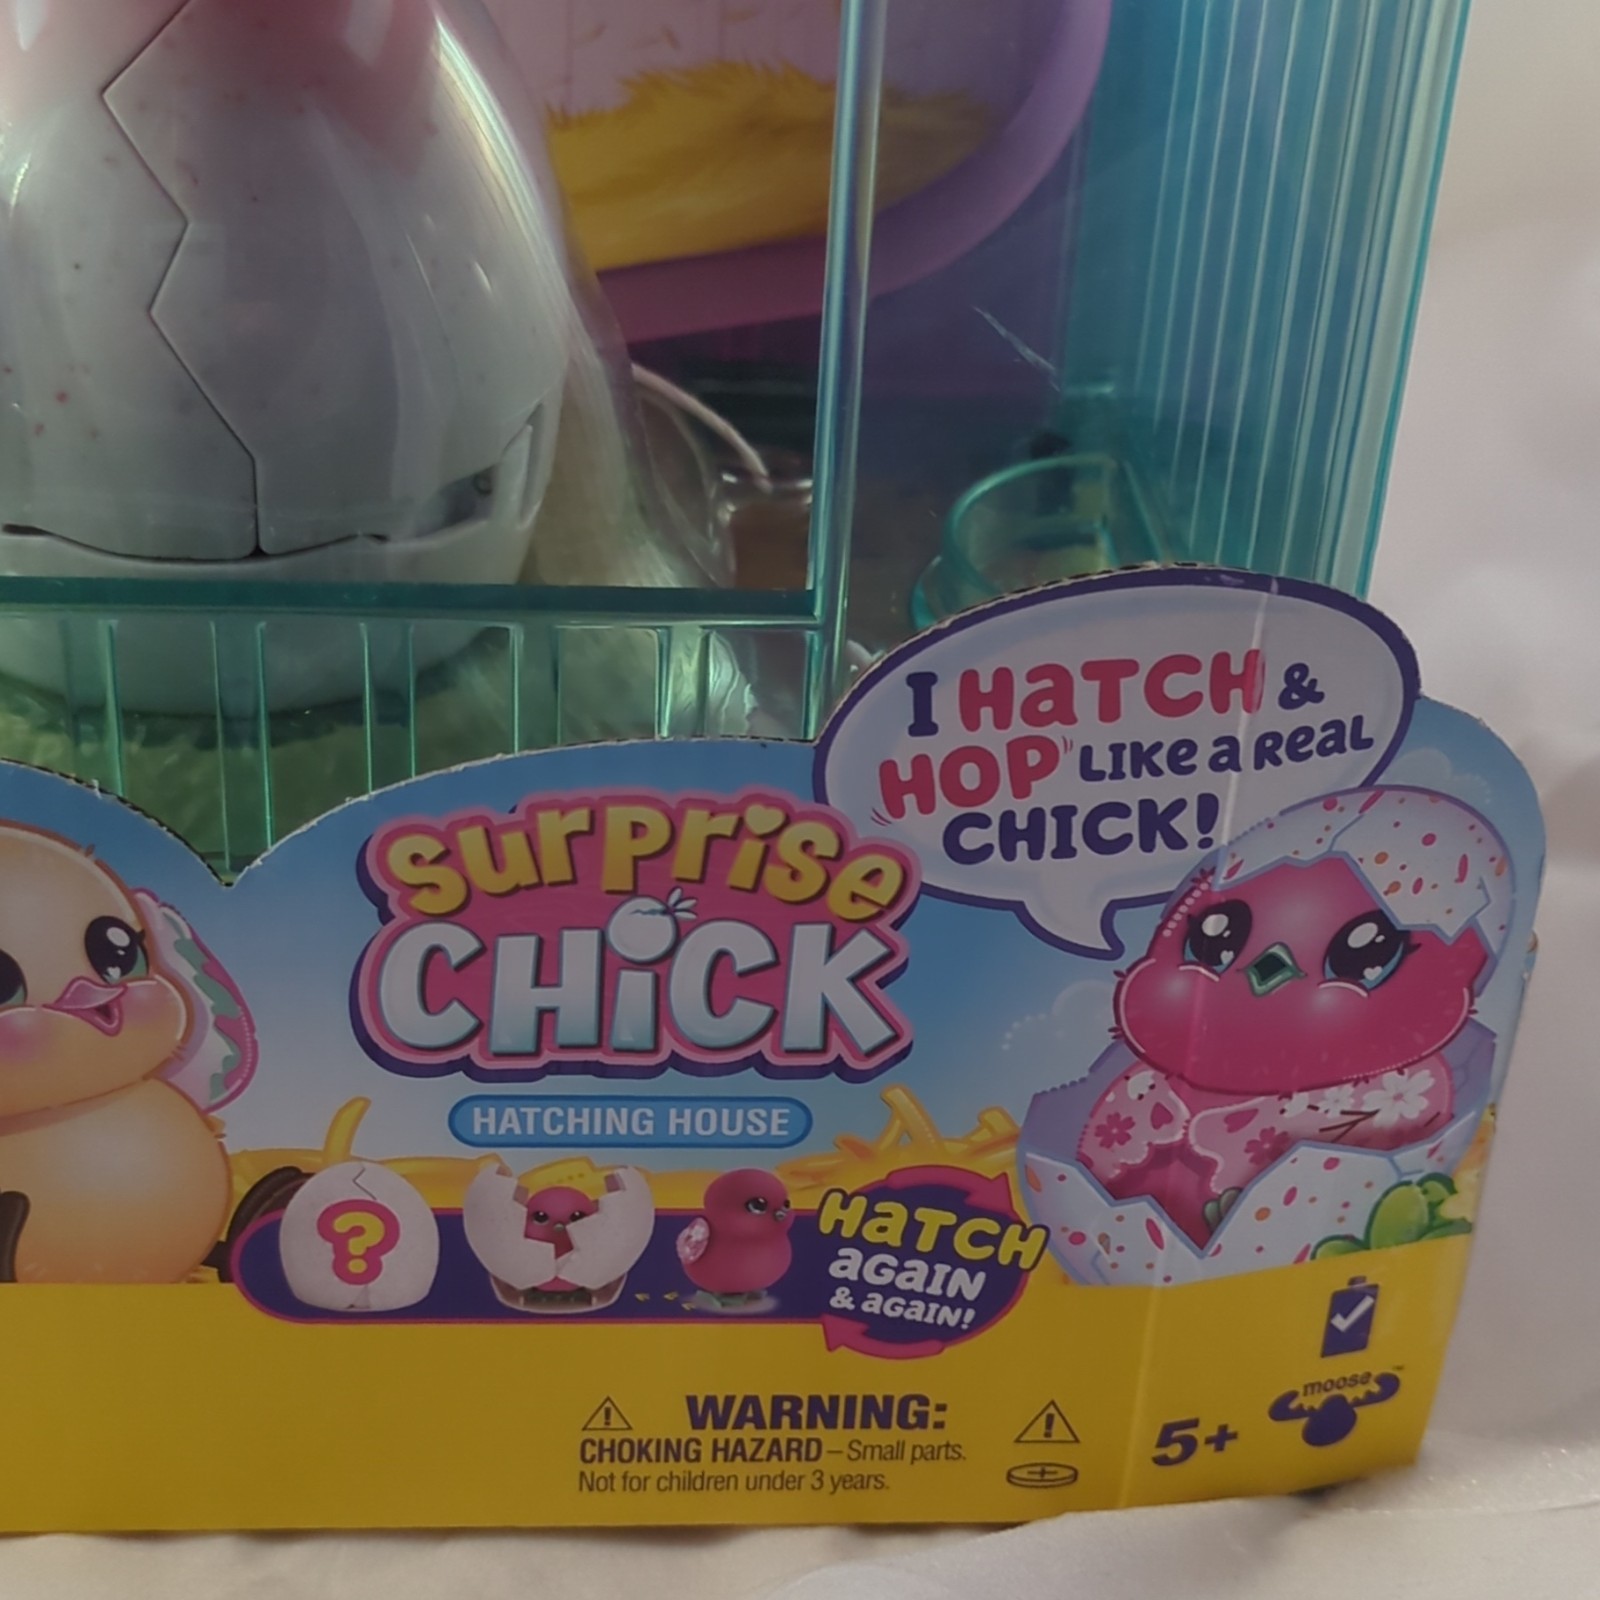 I HATCH &
HOP LIKE a Real
CHICK!
Surprise
CHiCK
HATCHING HOUSE
?
HATCH
AGAIN
& AGAIN!
WARNING:
CHOKING HAZARD – Small parts.
Not for children under 3 years.
5+
moose™